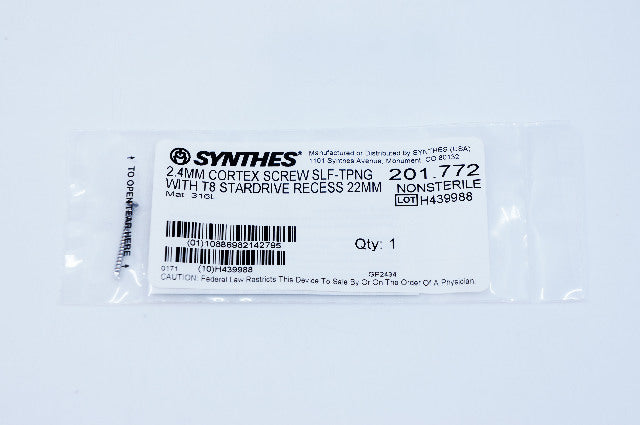 SYNTHES®
Manufactured or Distributed by SYNTHES (USA)
1101 Synthes Avenue, Monument, CO 80132
2.4MM CORTEX SCREW SLF-TPNG
WITH T8 STARDRIVE RECESS 22MM
Mat. 316L
201.772
NONSTERILE
LOT H439988
(01)10886982142795
Qty: 1
0171 (10)H439988
GP2434
CAUTION: Federal Law Restricts This Device To Sale By Or On The Order Of A Physician.
↑ TO OPEN TEAR HERE ↑